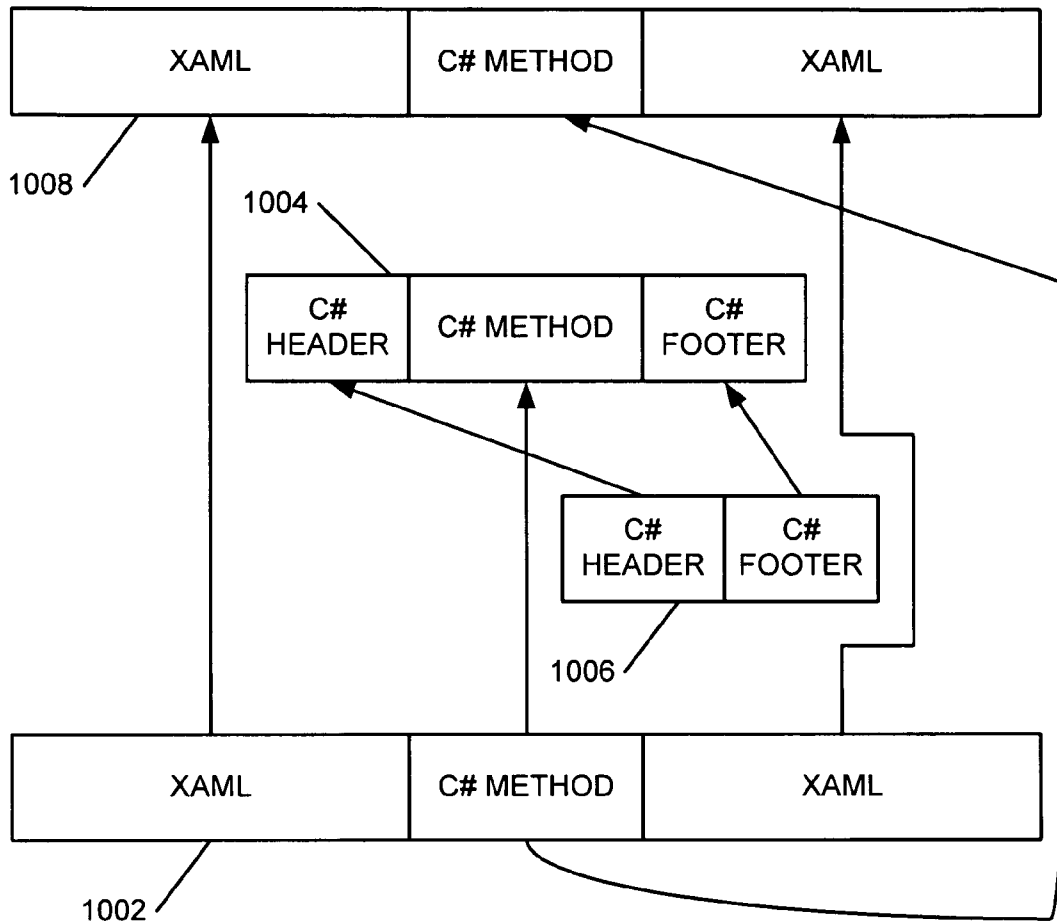 XAML
C# METHOD
XAML
1008
1004
C#
HEADER
C# METHOD
C#
FOOTER
C#
HEADER
C#
FOOTER
1006
XAML
C# METHOD
XAML
1002